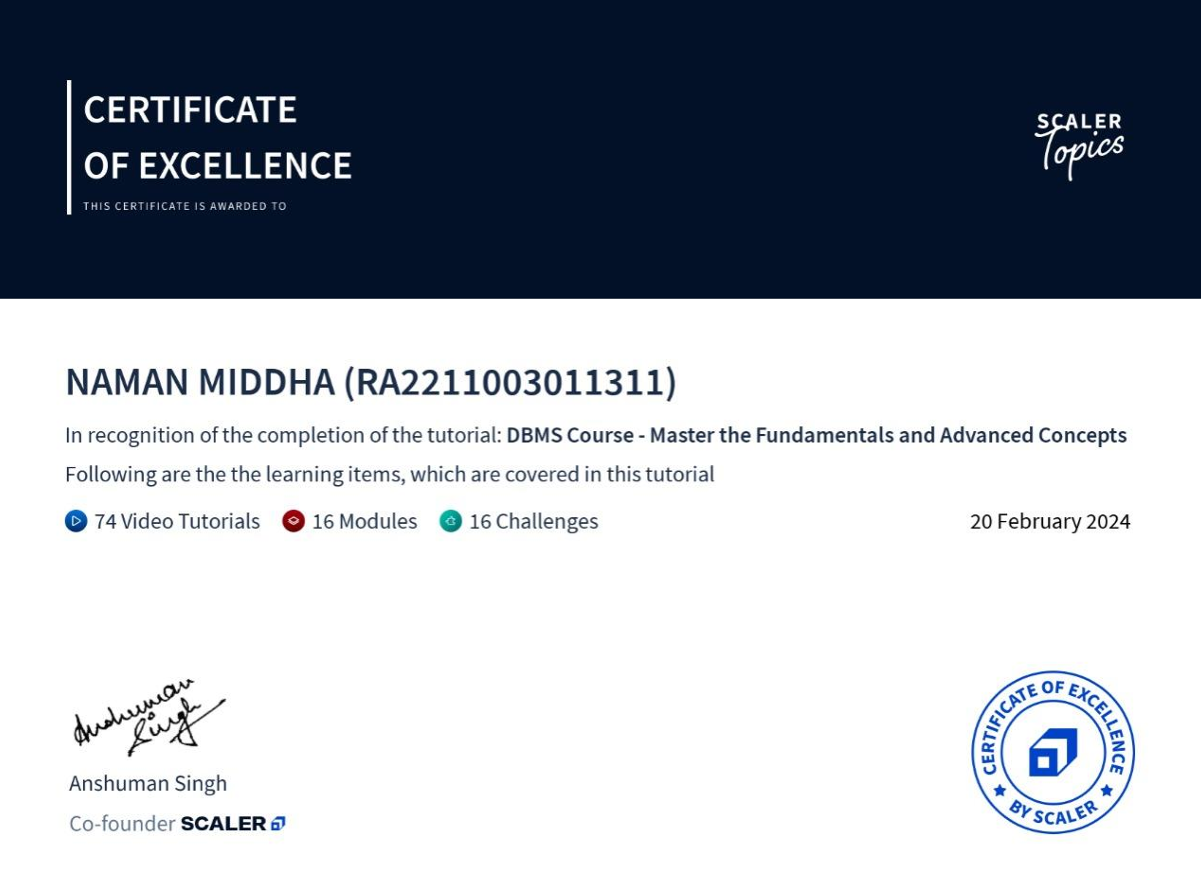 CERTIFICATE
OF EXCELLENCE
THIS CERTIFICATE IS AWARDED TO
SCALER
Topics
NAMAN MIDDHA (RA2211003011311)
In recognition of the completion of the tutorial: DBMS Course - Master the Fundamentals and Advanced Concepts
Following are the the learning items, which are covered in this tutorial
74 Video Tutorials 16 Modules 16 Challenges
20 February 2024
Anshuman
Singh
Anshuman Singh
Co-founder SCALER
CERTIFICATE OF EXCELLENCE
BY SCALER